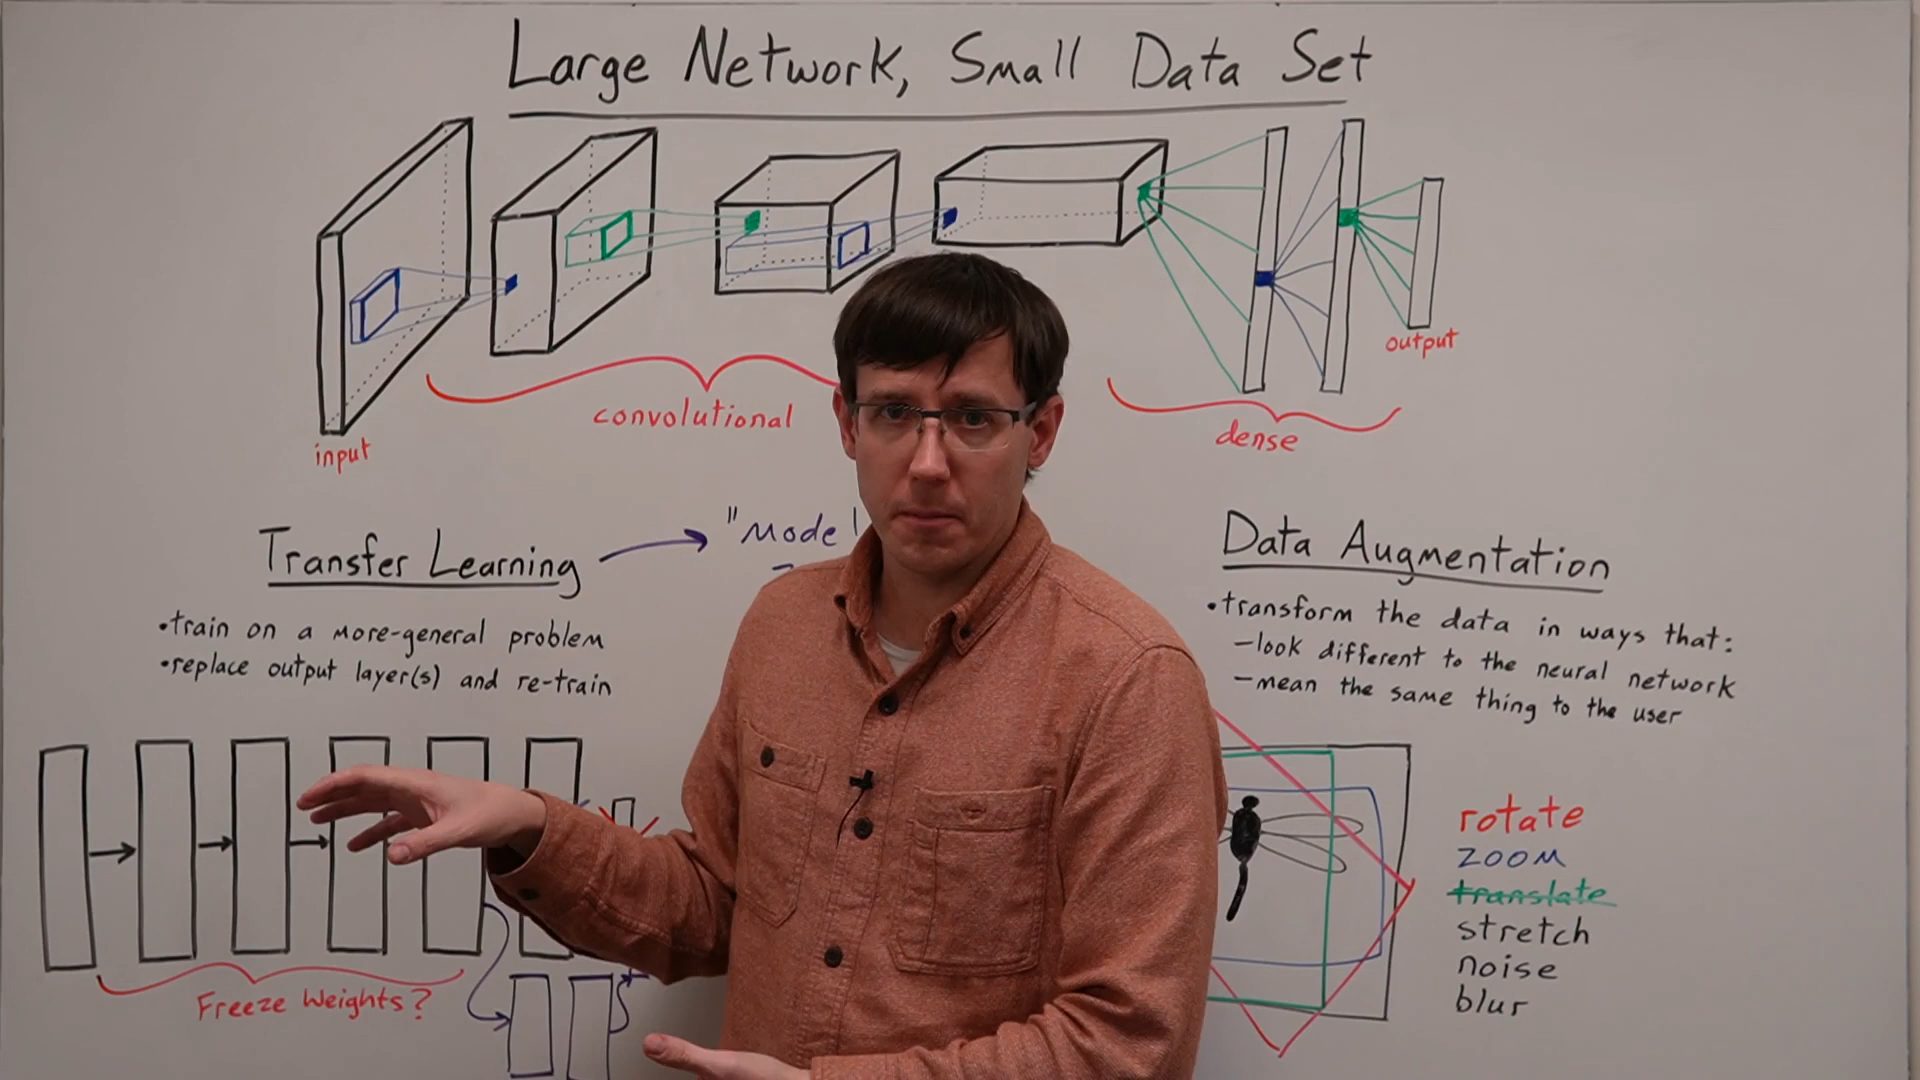 Large Network, Small Data Set
input
convolutional
dense
output
Transfer Learning
"Model
•train on a more-general problem
•replace output layer(s) and re-train
Freeze Weights?
Data Augmentation
•transform the data in ways that:
-look different to the neural network
-mean the same thing to the user
rotate
zoom
translate
stretch
noise
blur